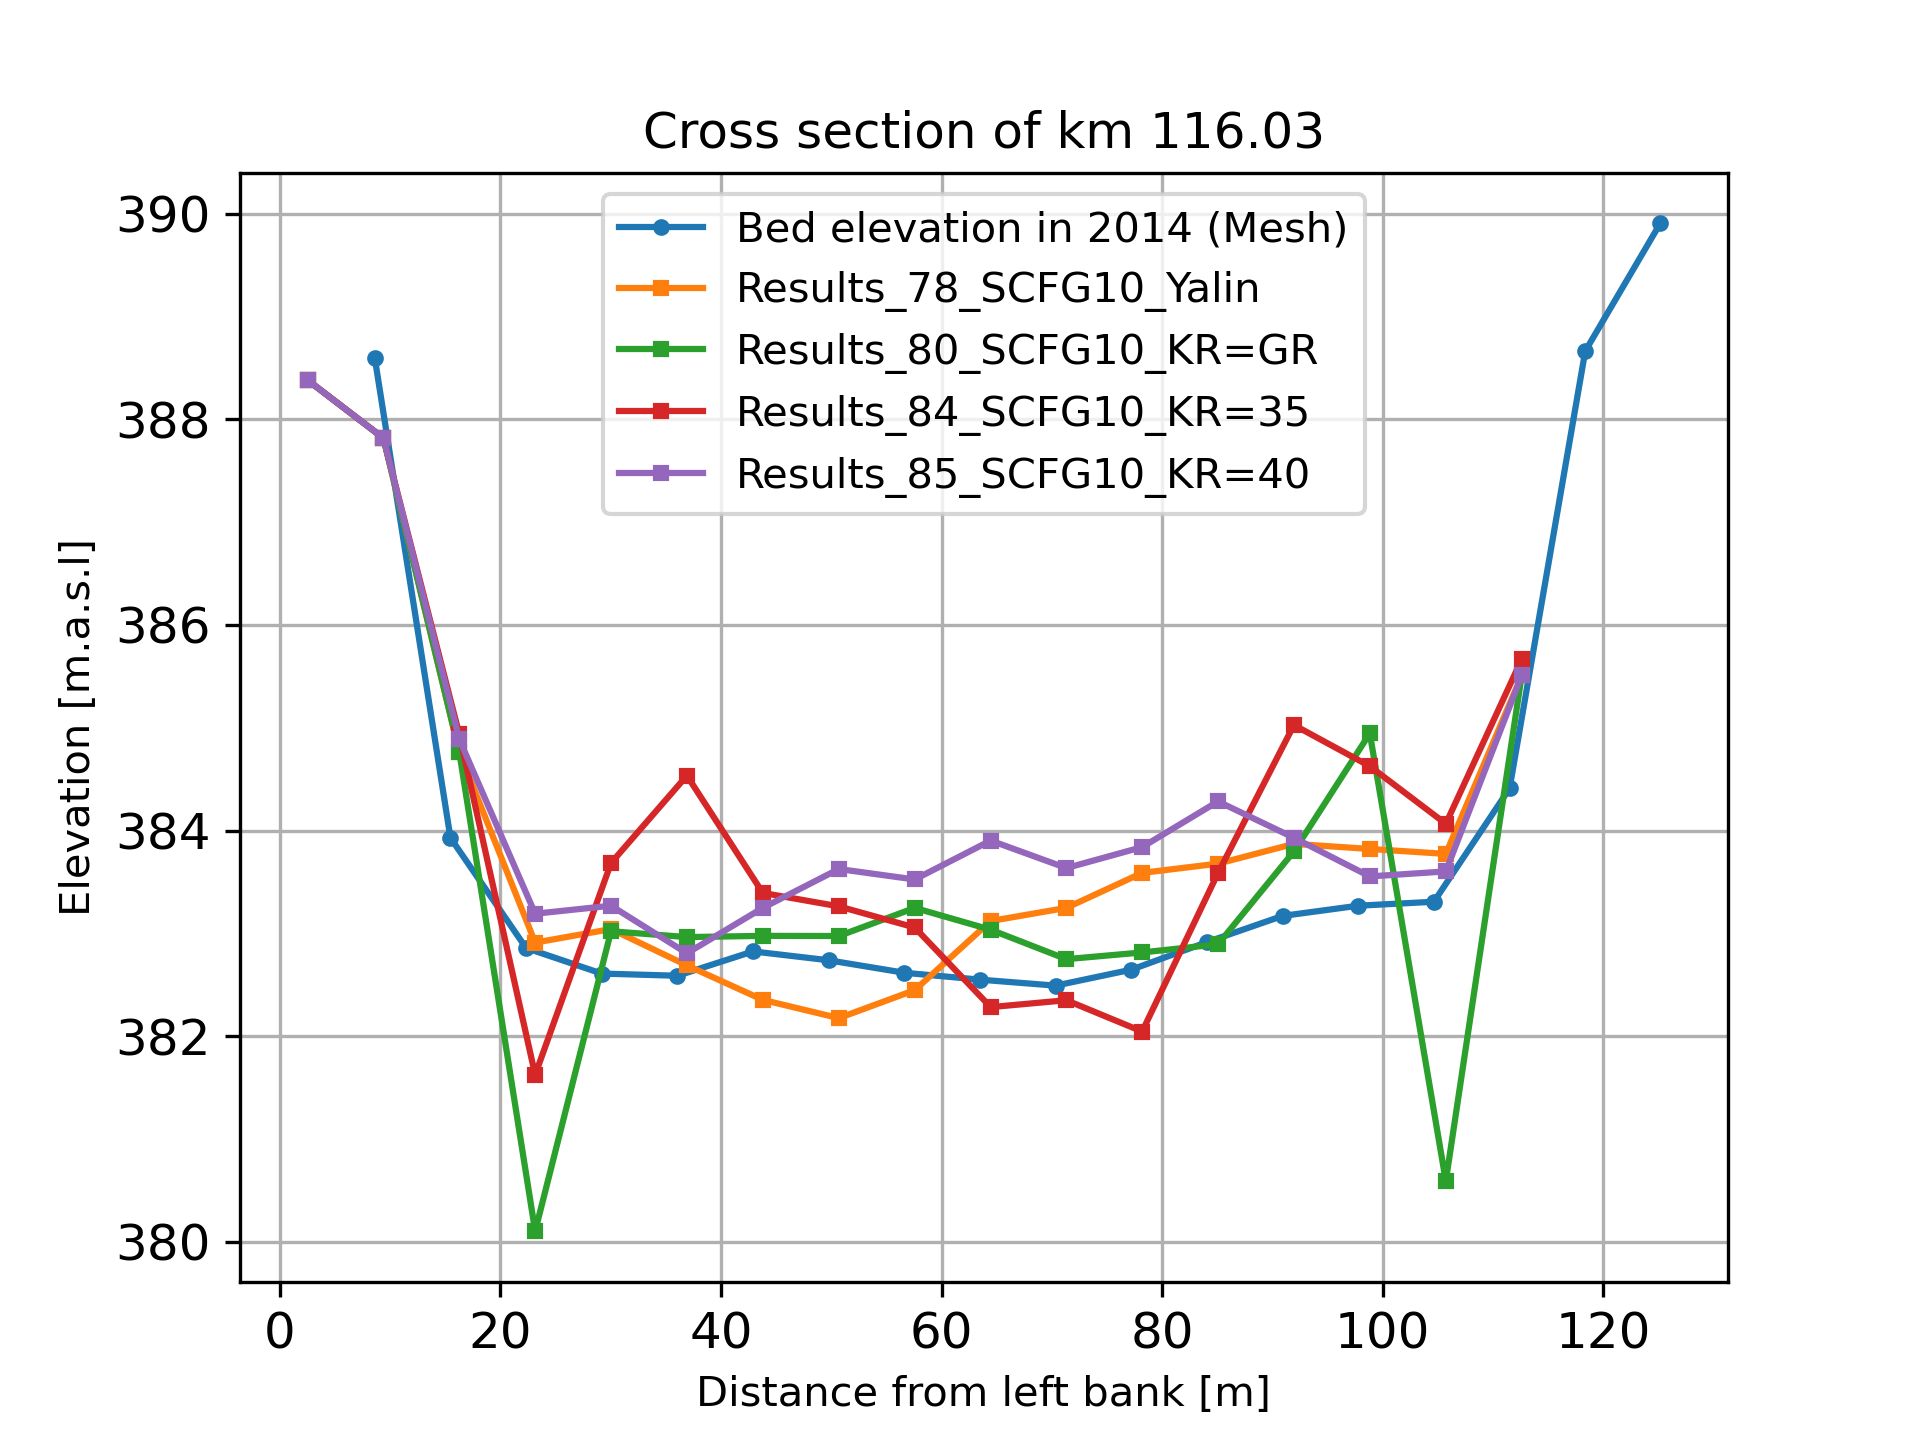 Cross section of km 116.03
390
388
386
384
382
380
Elevation [m.a.s.l]
Bed elevation in 2014 (Mesh)
Results_78_SCFG10_Yalin
Results_80_SCFG10_KR=GR
Results_84_SCFG10_KR=35
Results_85_SCFG10_KR=40
0 20 40 60 80 100 120
Distance from left bank [m]